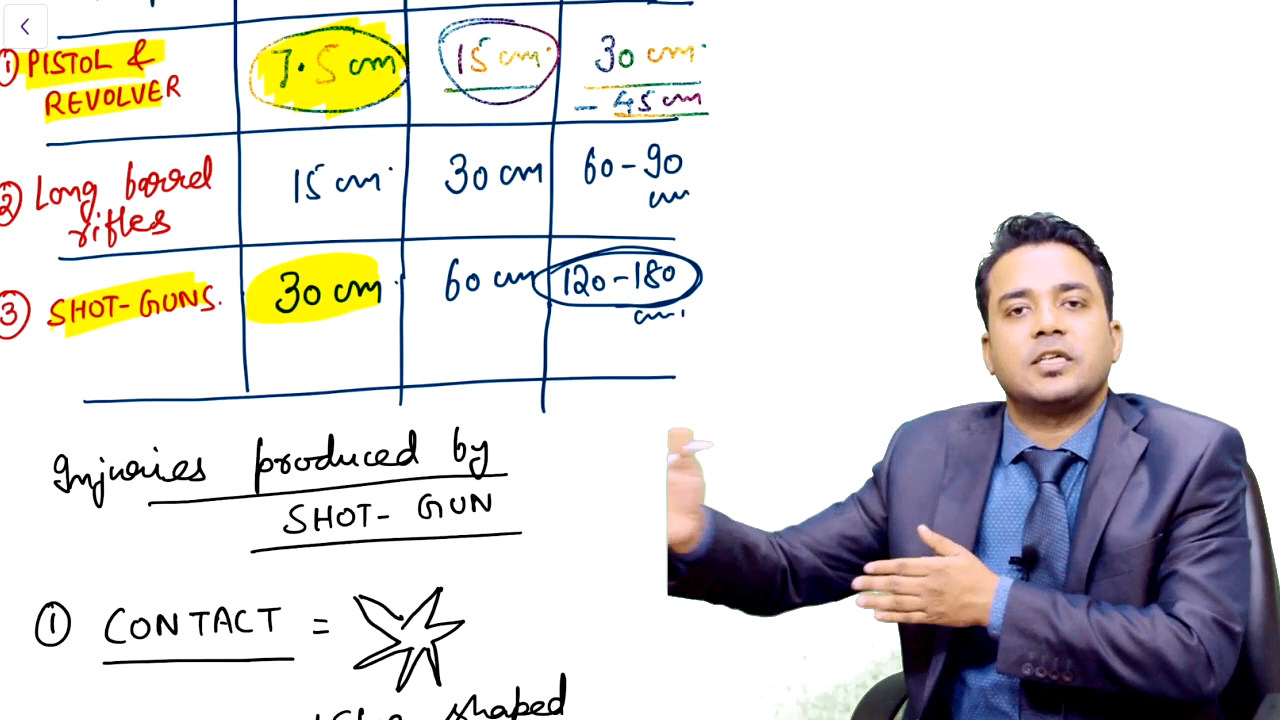 ① PISTOL & REVOLVER 7.5 cm 15 cm. 30 cm. - 45 cm
② Long barrel rifles 15 cm. 30 cm 60-90 cm
③ SHOT-GUNS. 30 cm. 60 cm 120-180 cm.
Injuries produced by
SHOT-GUN
① CONTACT =
shaped